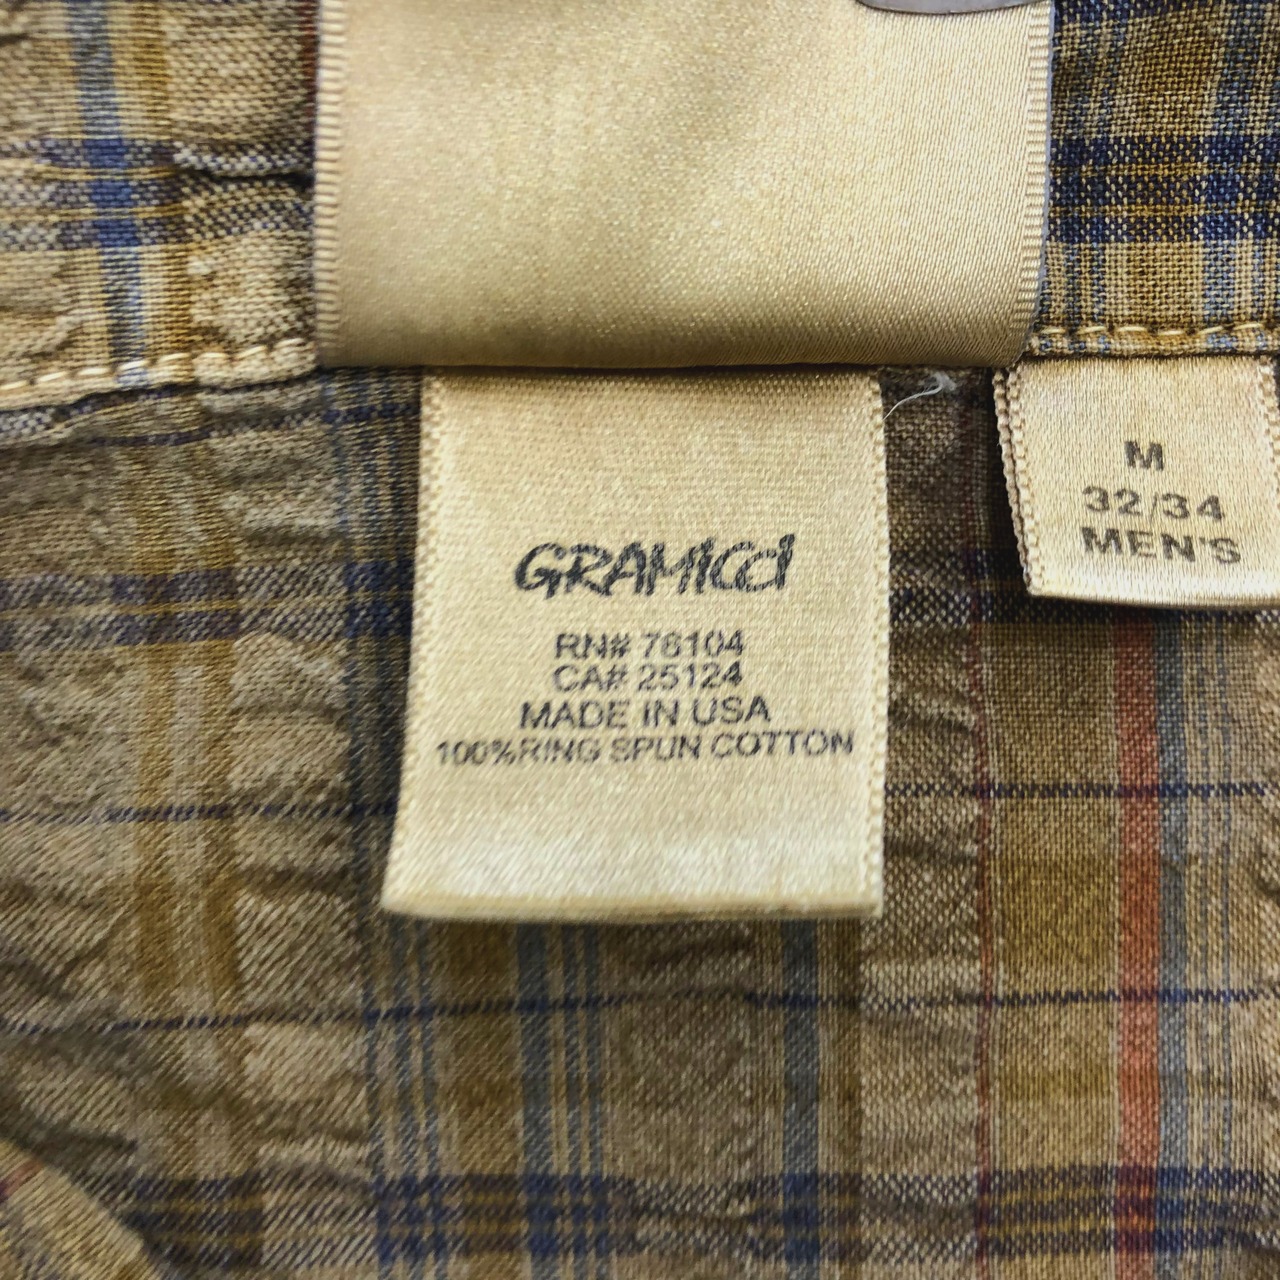 GRAMICCI
RN# 76104
CA# 25124
MADE IN USA
100%RING SPUN COTTON
M
32/34
MEN'S